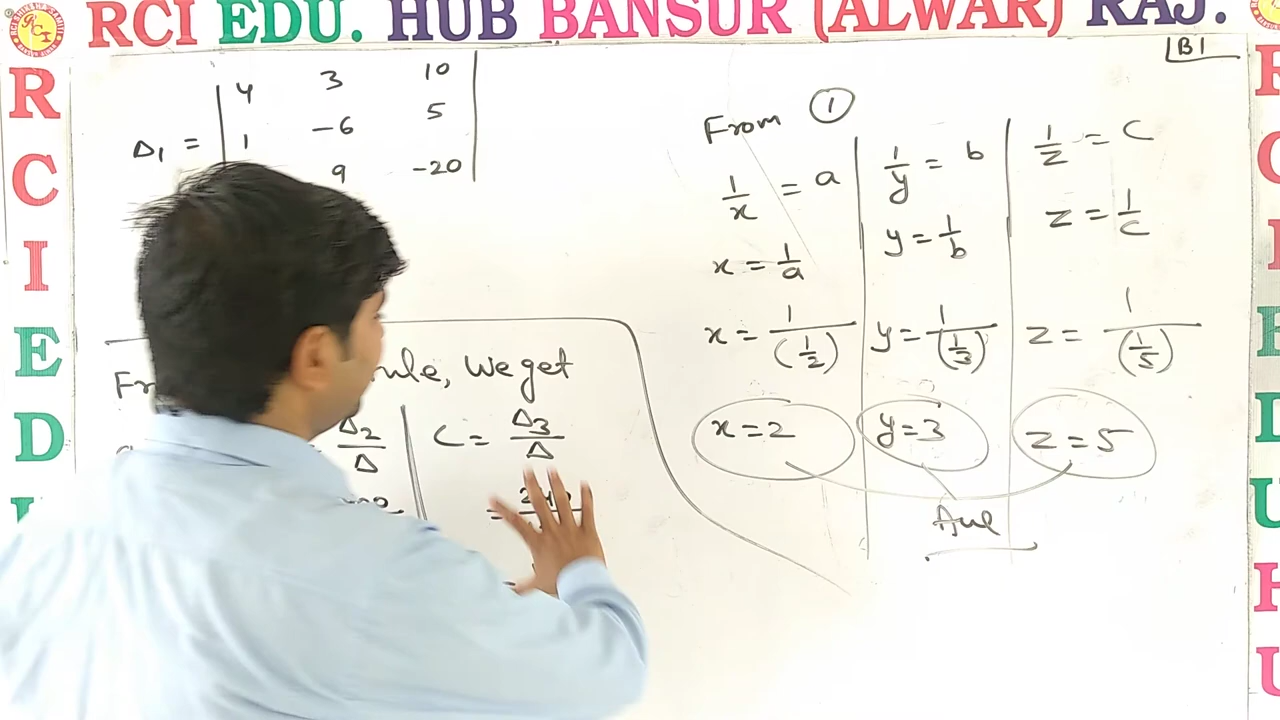 RCI EDU. HUB BANSUR (ALWAR) RAJ.
R
C
I
E
D
B1
Δ₁ =
4 3 10
1 -6 5
9 -20
rule, We get
Δ₂/Δ
C = Δ₃/Δ
From ①
1/x = a
x = 1/a
x = 1/(1/2)
x = 2
1/y = b
y = 1/b
y = 1/(1/3)
y = 3
1/z = C
z = 1/C
z = 1/(1/5)
z = 5